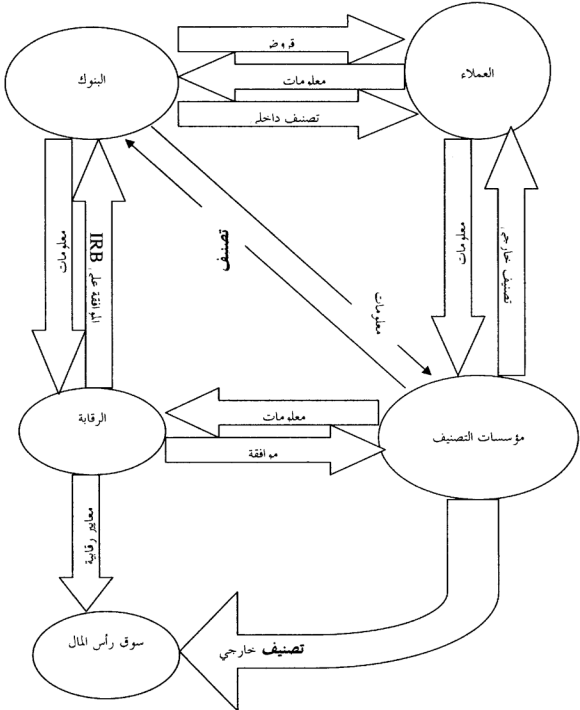 قروض
البنوك
العملاء
معلومات
تصنيف داخلي
معلومات
الموافقة على IRB
تصنيف
معلومات
معلومات
تصنيف خارجي
الرقابة
معلومات
موافقة
مؤسسات التصنيف
معايير رقابية
سوق رأس المال
تصنيف خارجي